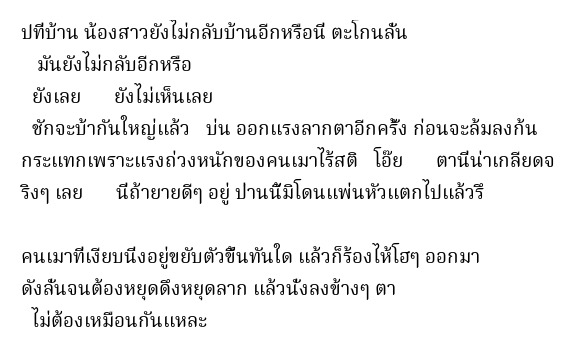 ปที่บ้าน น้องสาวยังไม่กลับบ้านอีกหรือนี่ ตะโกนลั่น
มันยังไม่กลับอีกหรือ
ยังเลย ยังไม่เห็นเลย
ชักจะบ้ากันใหญ่แล้ว บ่น ออกแรงลากตาอีกครั้ง ก่อนจะล้มลงก้น
กระแทกเพราะแรงถ่วงหนักของคนเมาไร้สติ โอ๊ย ตานี่น่าเกลียดจ
ริงๆ เลย นี่ถ้ายายดีๆ อยู่ ปานนี้มิโดนแพ่นหัวแตกไปแล้วรึ
คนเมาที่เงียบนิ่งอยู่ขยับตัวขึ้นทันใด แล้วก็ร้องไห้โฮๆ ออกมา
ดังลั่นจนต้องหยุดดึงหยุดลาก แล้วนั่งลงข้างๆ ตา
ไม่ต้องเหมือนกันแหละ